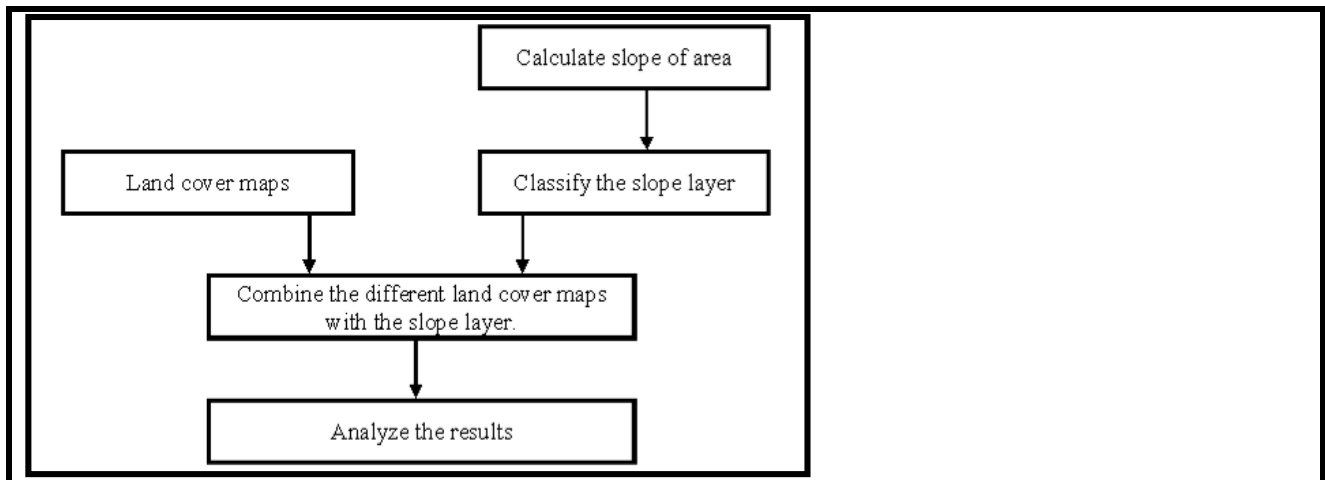 Calculate slope of area
Land cover maps
Classify the slope layer
Combine the different land cover maps
with the slope layer.
Analyze the results